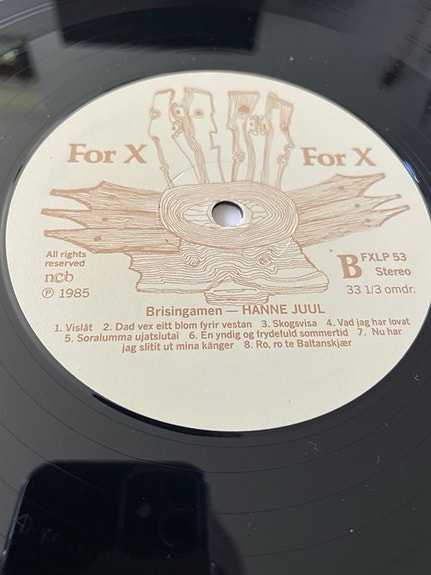 For X For X
All rights
reserved
ncb
Ⓟ 1985
B FXLP 53
Stereo
33 1/3 omdr.
Brisingamen — HANNE JUUL
1. Vislåt 2. Dad vex eitt blom fyrir vestan 3. Skogsvisa 4. Vad jag har lovat
5. Soralumma ujatsiutai 6. En yndig og frydefuld sommertid 7. Nu har
jag slitit ut mina känger 8. Ro, ro te Baltanskjær